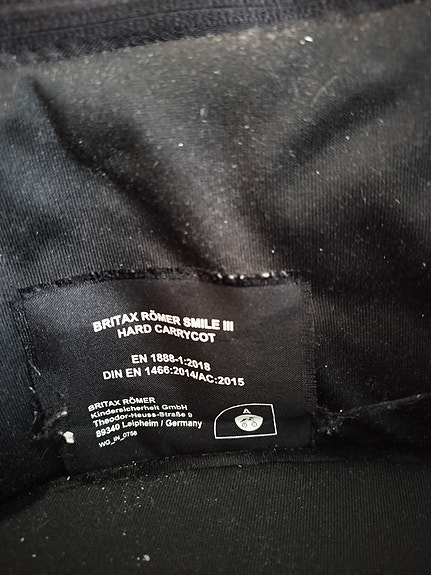 BRITAX RÖMER SMILE III
HARD CARRYCOT
EN 1888-1:2018
DIN EN 1466:2014/AC:2015
BRITAX RÖMER
Kindersicherheit GmbH
Theodor-Heuss-Straße 9
89340 Leipheim / Germany
WG_IN_0756
A